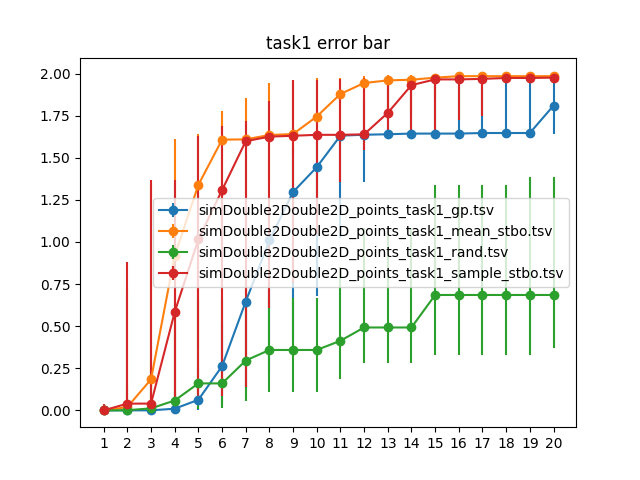 task1 error bar
2.00
1.75
1.50
1.25
1.00
0.75
0.50
0.25
0.00
simDouble2Double2D_points_task1_gp.tsv
simDouble2Double2D_points_task1_mean_stbo.tsv
simDouble2Double2D_points_task1_rand.tsv
simDouble2Double2D_points_task1_sample_stbo.tsv
1 2 3 4 5 6 7 8 9 10 11 12 13 14 15 16 17 18 19 20